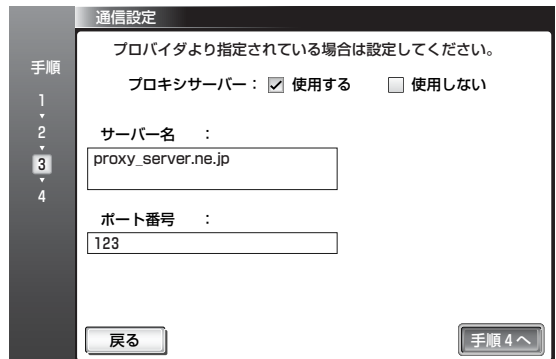 通信設定
プロバイダより指定されている場合は設定してください。
手順
1
2
3
4
プロキシサーバー： 使用する 使用しない
サーバー名 ：
proxy_server.ne.jp
ポート番号 ：
123
戻る
手順4へ